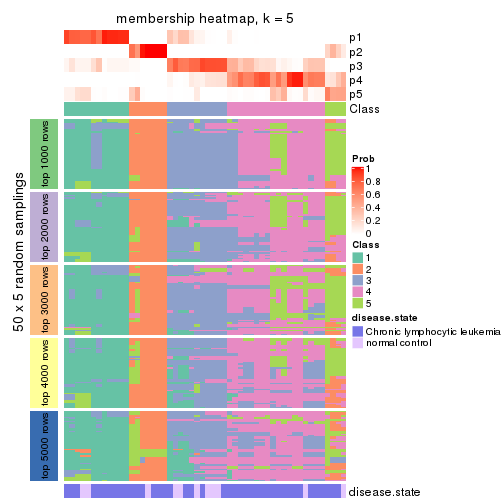 membership heatmap, k = 5
p1
p2
p3
p4
p5
Class
50 x 5 random samplings
top 1000 rows
top 2000 rows
top 3000 rows
top 4000 rows
top 5000 rows
disease.state
Prob
1
0.8
0.6
0.4
0.2
0
Class
1
2
3
4
5
disease.state
Chronic lymphocytic leukemia
normal control